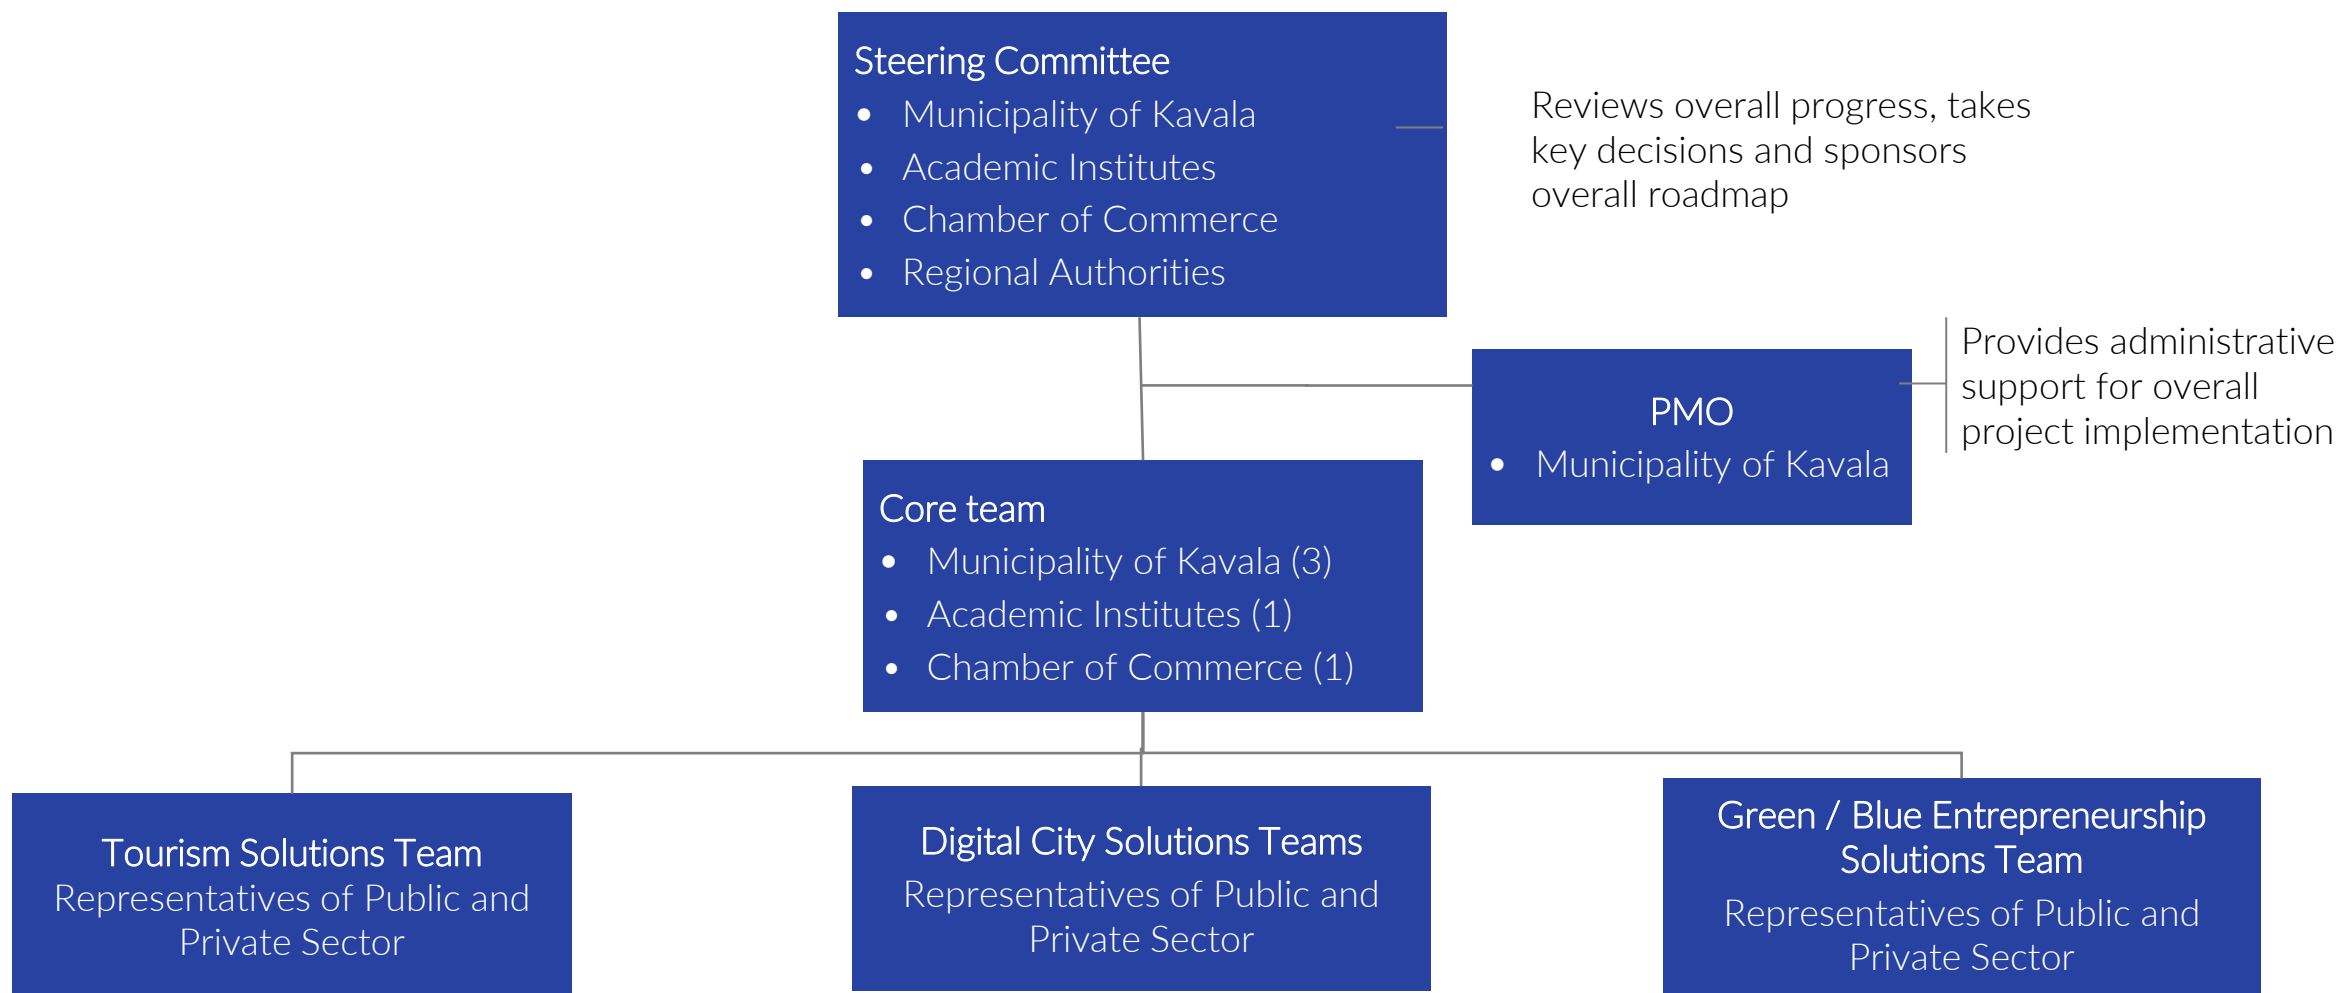 Steering Committee
• Municipality of Kavala
• Academic Institutes
• Chamber of Commerce
• Regional Authorities
Reviews overall progress, takes
key decisions and sponsors
overall roadmap
PMO
• Municipality of Kavala
Provides administrative
support for overall
project implementation
Core team
• Municipality of Kavala (3)
• Academic Institutes (1)
• Chamber of Commerce (1)
Tourism Solutions Team
Representatives of Public and
Private Sector
Digital City Solutions Teams
Representatives of Public and
Private Sector
Green / Blue Entrepreneurship
Solutions Team
Representatives of Public and
Private Sector